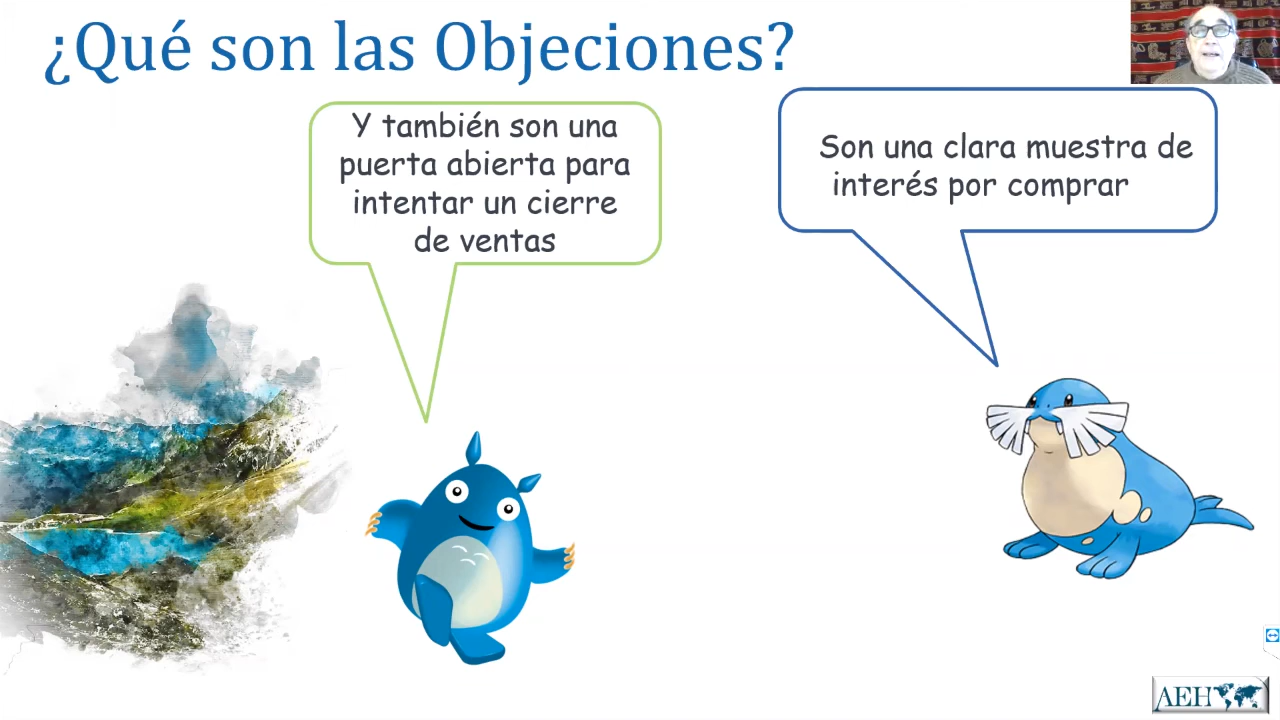 ¿Qué son las Objeciones?
Y también son una
puerta abierta para
intentar un cierre
de ventas
Son una clara muestra de
interés por comprar
AEH